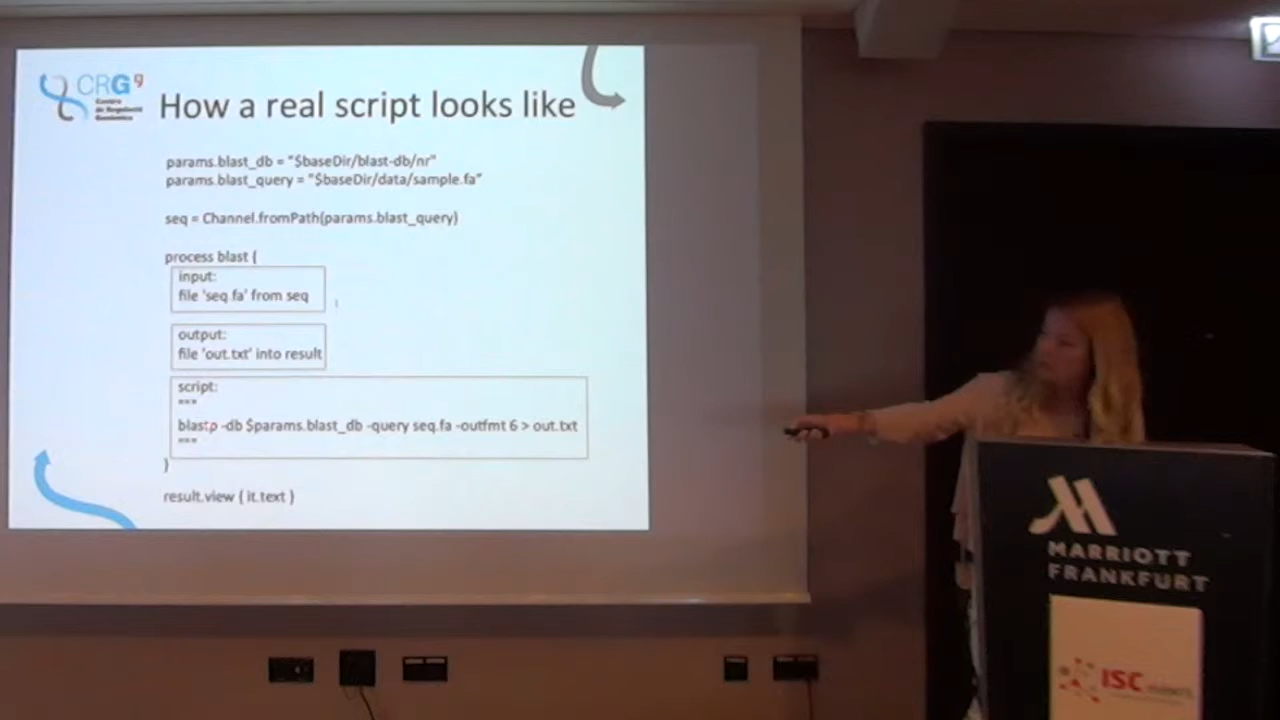 CRG
Centre
de Regulació
Genòmica
How a real script looks like
params.blast_db = "$baseDir/blast-db/nr"
params.blast_query = "$baseDir/data/sample.fa"
seq = Channel.fromPath(params.blast_query)
process blast {
input:
file 'seq.fa' from seq
output:
file 'out.txt' into result
script:
"""
blastp -db $params.blast_db -query seq.fa -outfmt 6 > out.txt
"""
}
result.view { it.text }
MARRIOTT
FRANKFURT
ISC